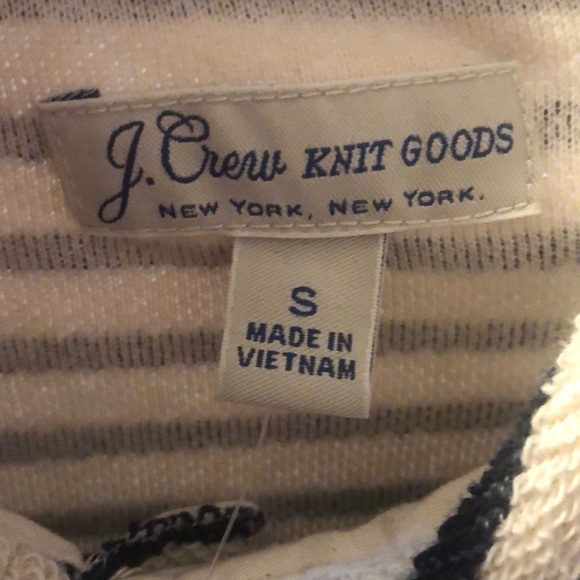 J.Crew KNIT GOODS
NEW YORK, NEW YORK.
S
MADE IN
VIETNAM